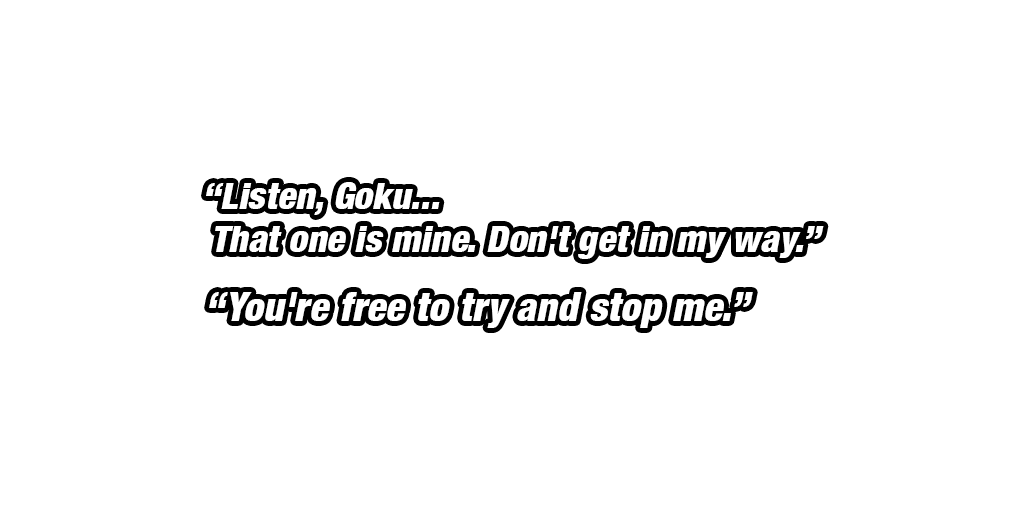 “Listen, Goku...
That one is mine. Don't get in my way.”
“You're free to try and stop me.”